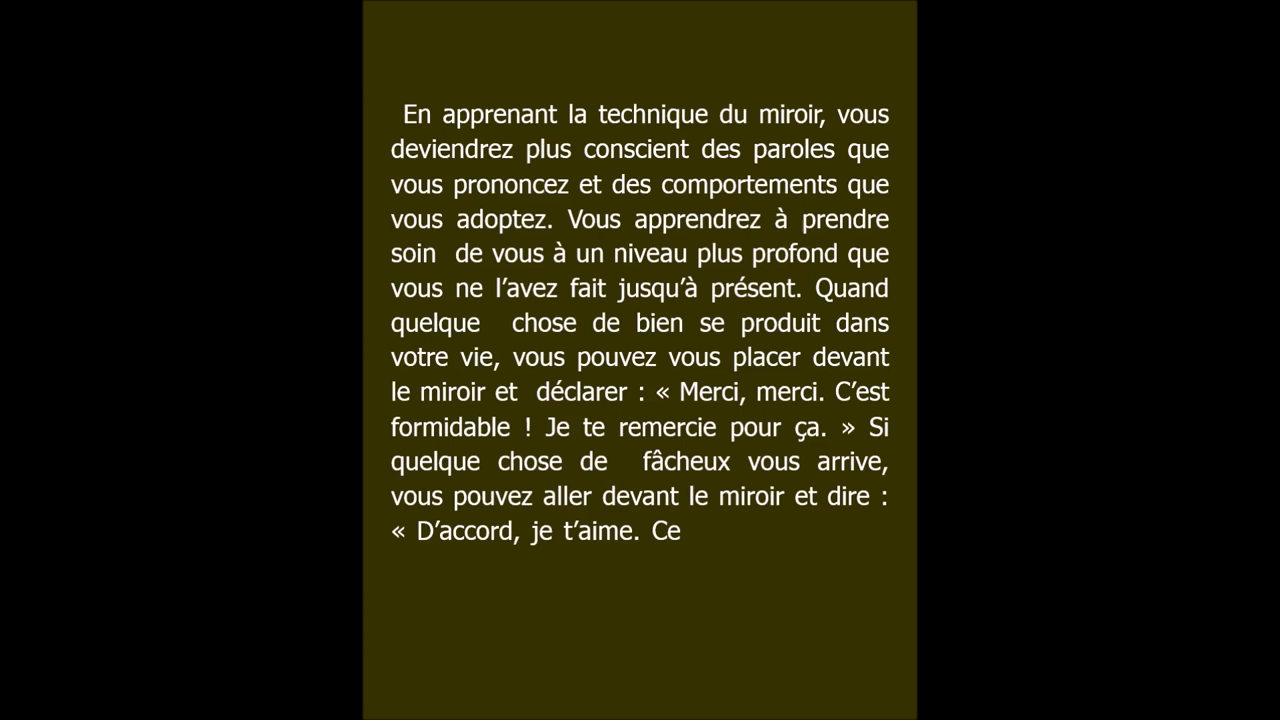 En apprenant la technique du miroir, vous
deviendrez plus conscient des paroles que
vous prononcez et des comportements que
vous adoptez. Vous apprendrez à prendre
soin de vous à un niveau plus profond que
vous ne l’avez fait jusqu’à présent. Quand
quelque chose de bien se produit dans
votre vie, vous pouvez vous placer devant
le miroir et déclarer : « Merci, merci. C’est
formidable ! Je te remercie pour ça. » Si
quelque chose de fâcheux vous arrive,
vous pouvez aller devant le miroir et dire :
« D’accord, je t’aime. Ce